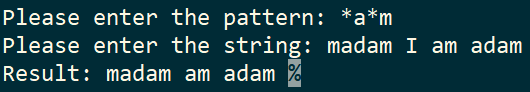 Please enter the pattern: *a*m
Please enter the string: madam I am adam
Result: madam am adam %